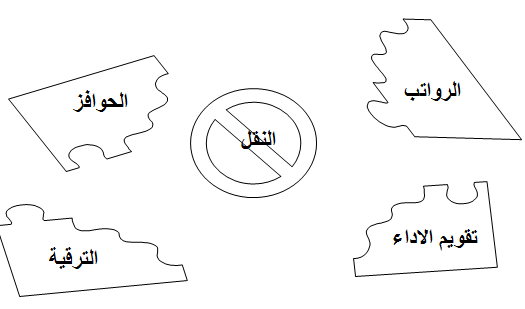 الرواتب
الحوافز
النقل
تقويم الاداء
الترقية